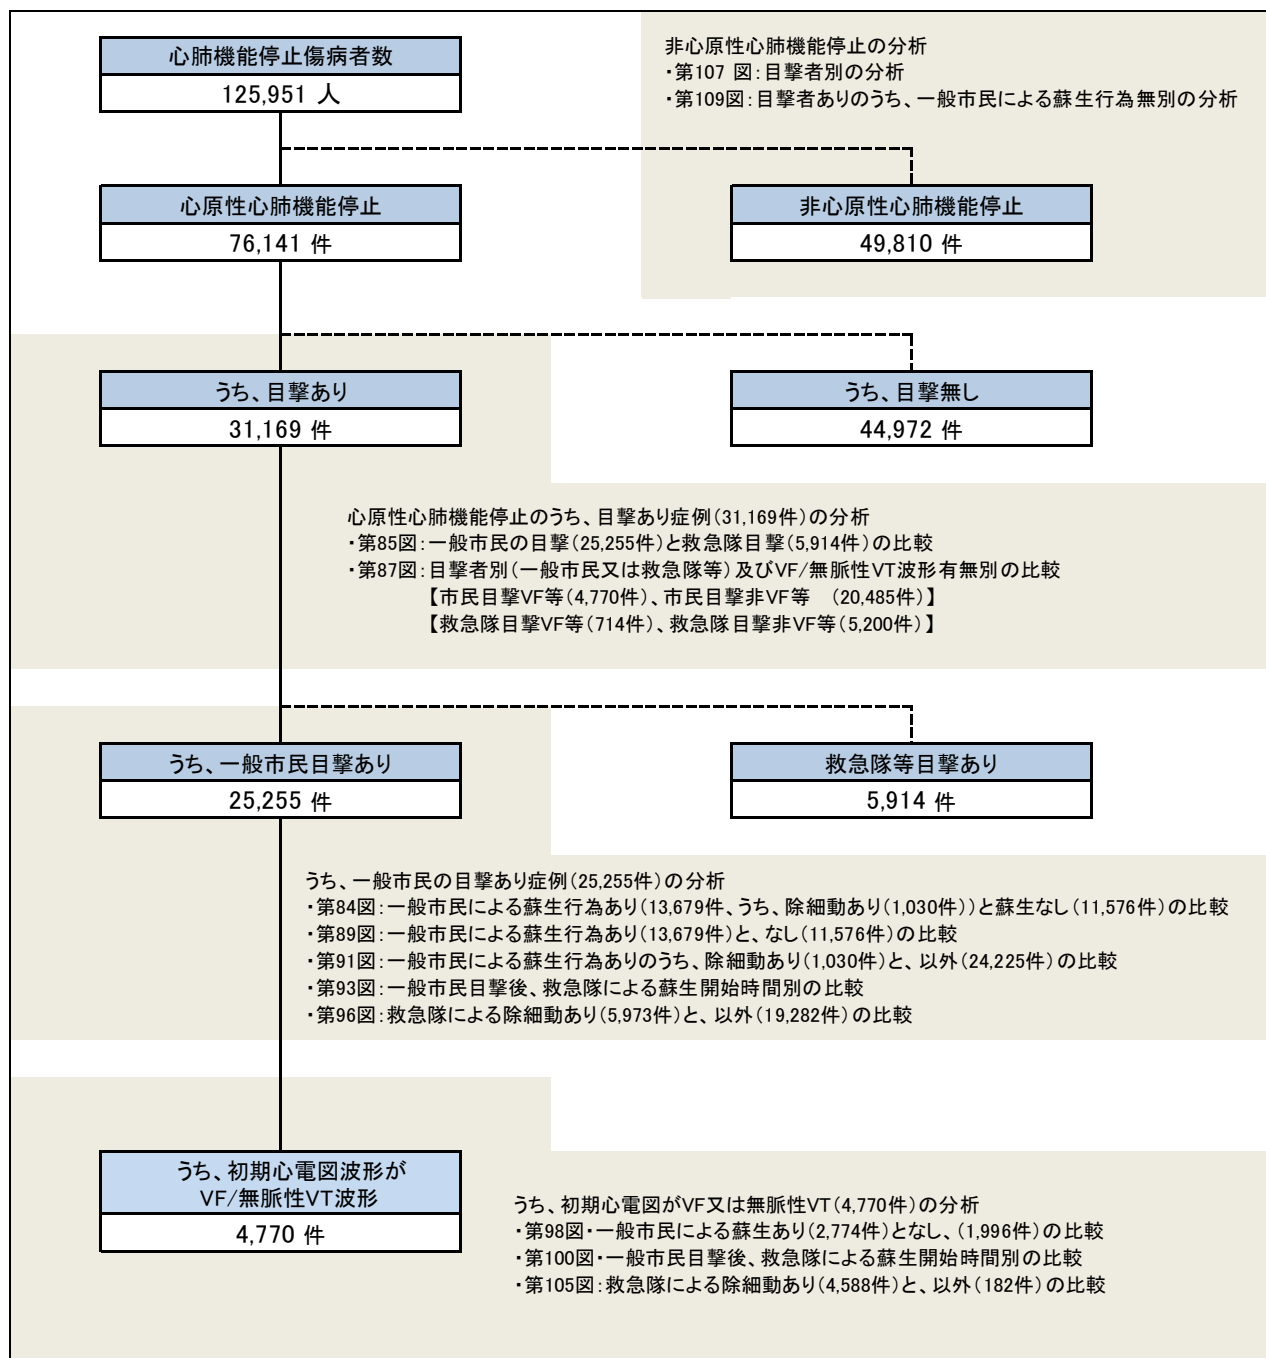 心肺機能停止傷病者数
125,951 人
非心原性心肺機能停止の分析
・第107 図：目撃者別の分析
・第109図：目撃者ありのうち、一般市民による蘇生行為無別の分析
心原性心肺機能停止
76,141 件
非心原性心肺機能停止
49,810 件
うち、目撃あり
31,169 件
うち、目撃無し
44,972 件
心原性心肺機能停止のうち、目撃あり症例（31,169件）の分析
・第85図：一般市民の目撃（25,255件）と救急隊目撃（5,914件）の比較
・第87図：目撃者別（一般市民又は救急隊等）及びVF/無脈性VT波形有無別の比較
【市民目撃VF等（4,770件）、市民目撃非VF等　（20,485件）】
【救急隊目撃VF等（714件）、救急隊目撃非VF等（5,200件）】
うち、一般市民目撃あり
25,255 件
救急隊等目撃あり
5,914 件
うち、一般市民の目撃あり症例（25,255件）の分析
・第84図：一般市民による蘇生行為あり（13,679件、うち、除細動あり（1,030件））と蘇生なし（11,576件）の比較
・第89図：一般市民による蘇生行為あり（13,679件）と、なし（11,576件）の比較
・第91図：一般市民による蘇生行為ありのうち、除細動あり（1,030件）と、以外（24,225件）の比較
・第93図：一般市民目撃後、救急隊による蘇生開始時間別の比較
・第96図：救急隊による除細動あり（5,973件）と、以外（19,282件）の比較
うち、初期心電図波形が
VF/無脈性VT波形
4,770 件
うち、初期心電図がVF又は無脈性VT（4,770件）の分析
・第98図・一般市民による蘇生あり（2,774件）となし、（1,996件）の比較
・第100図・一般市民目撃後、救急隊による蘇生開始時間別の比較
・第105図：救急隊による除細動あり（4,588件）と、以外（182件）の比較